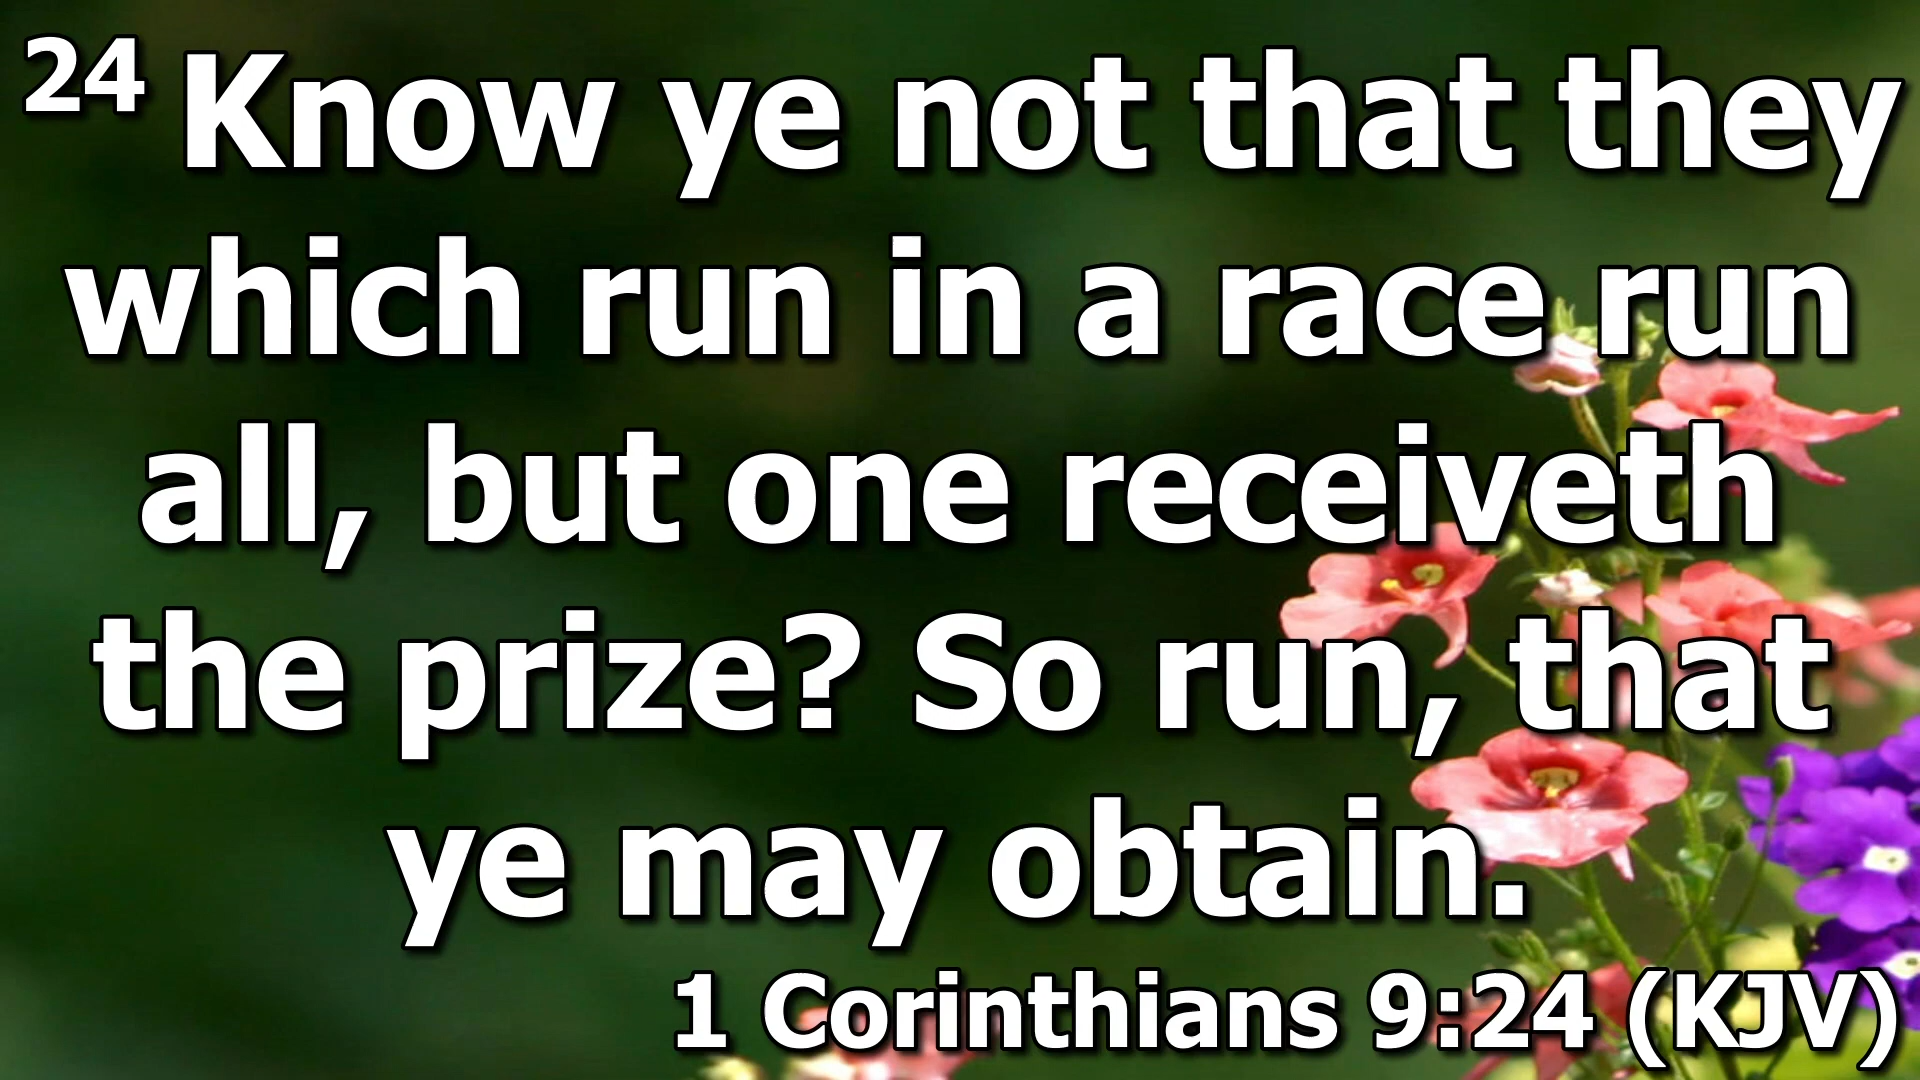 24 Know ye not that they
which run in a race run
all, but one receiveth
the prize? So run, that
ye may obtain.
1 Corinthians 9:24 (KJV)